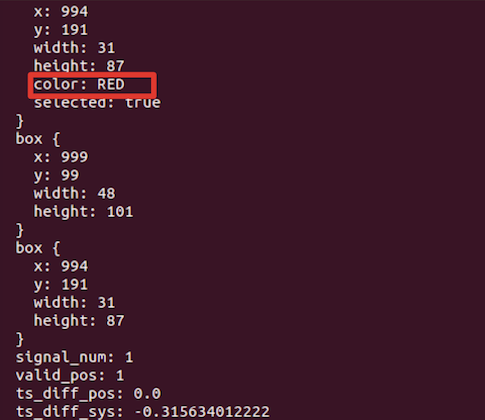 x: 994
y: 191
width: 31
height: 87
color: RED
selected: true
}
box {
x: 999
y: 99
width: 48
height: 101
}
box {
x: 994
y: 191
width: 31
height: 87
}
signal_num: 1
valid_pos: 1
ts_diff_pos: 0.0
ts_diff_sys: -0.315634012222